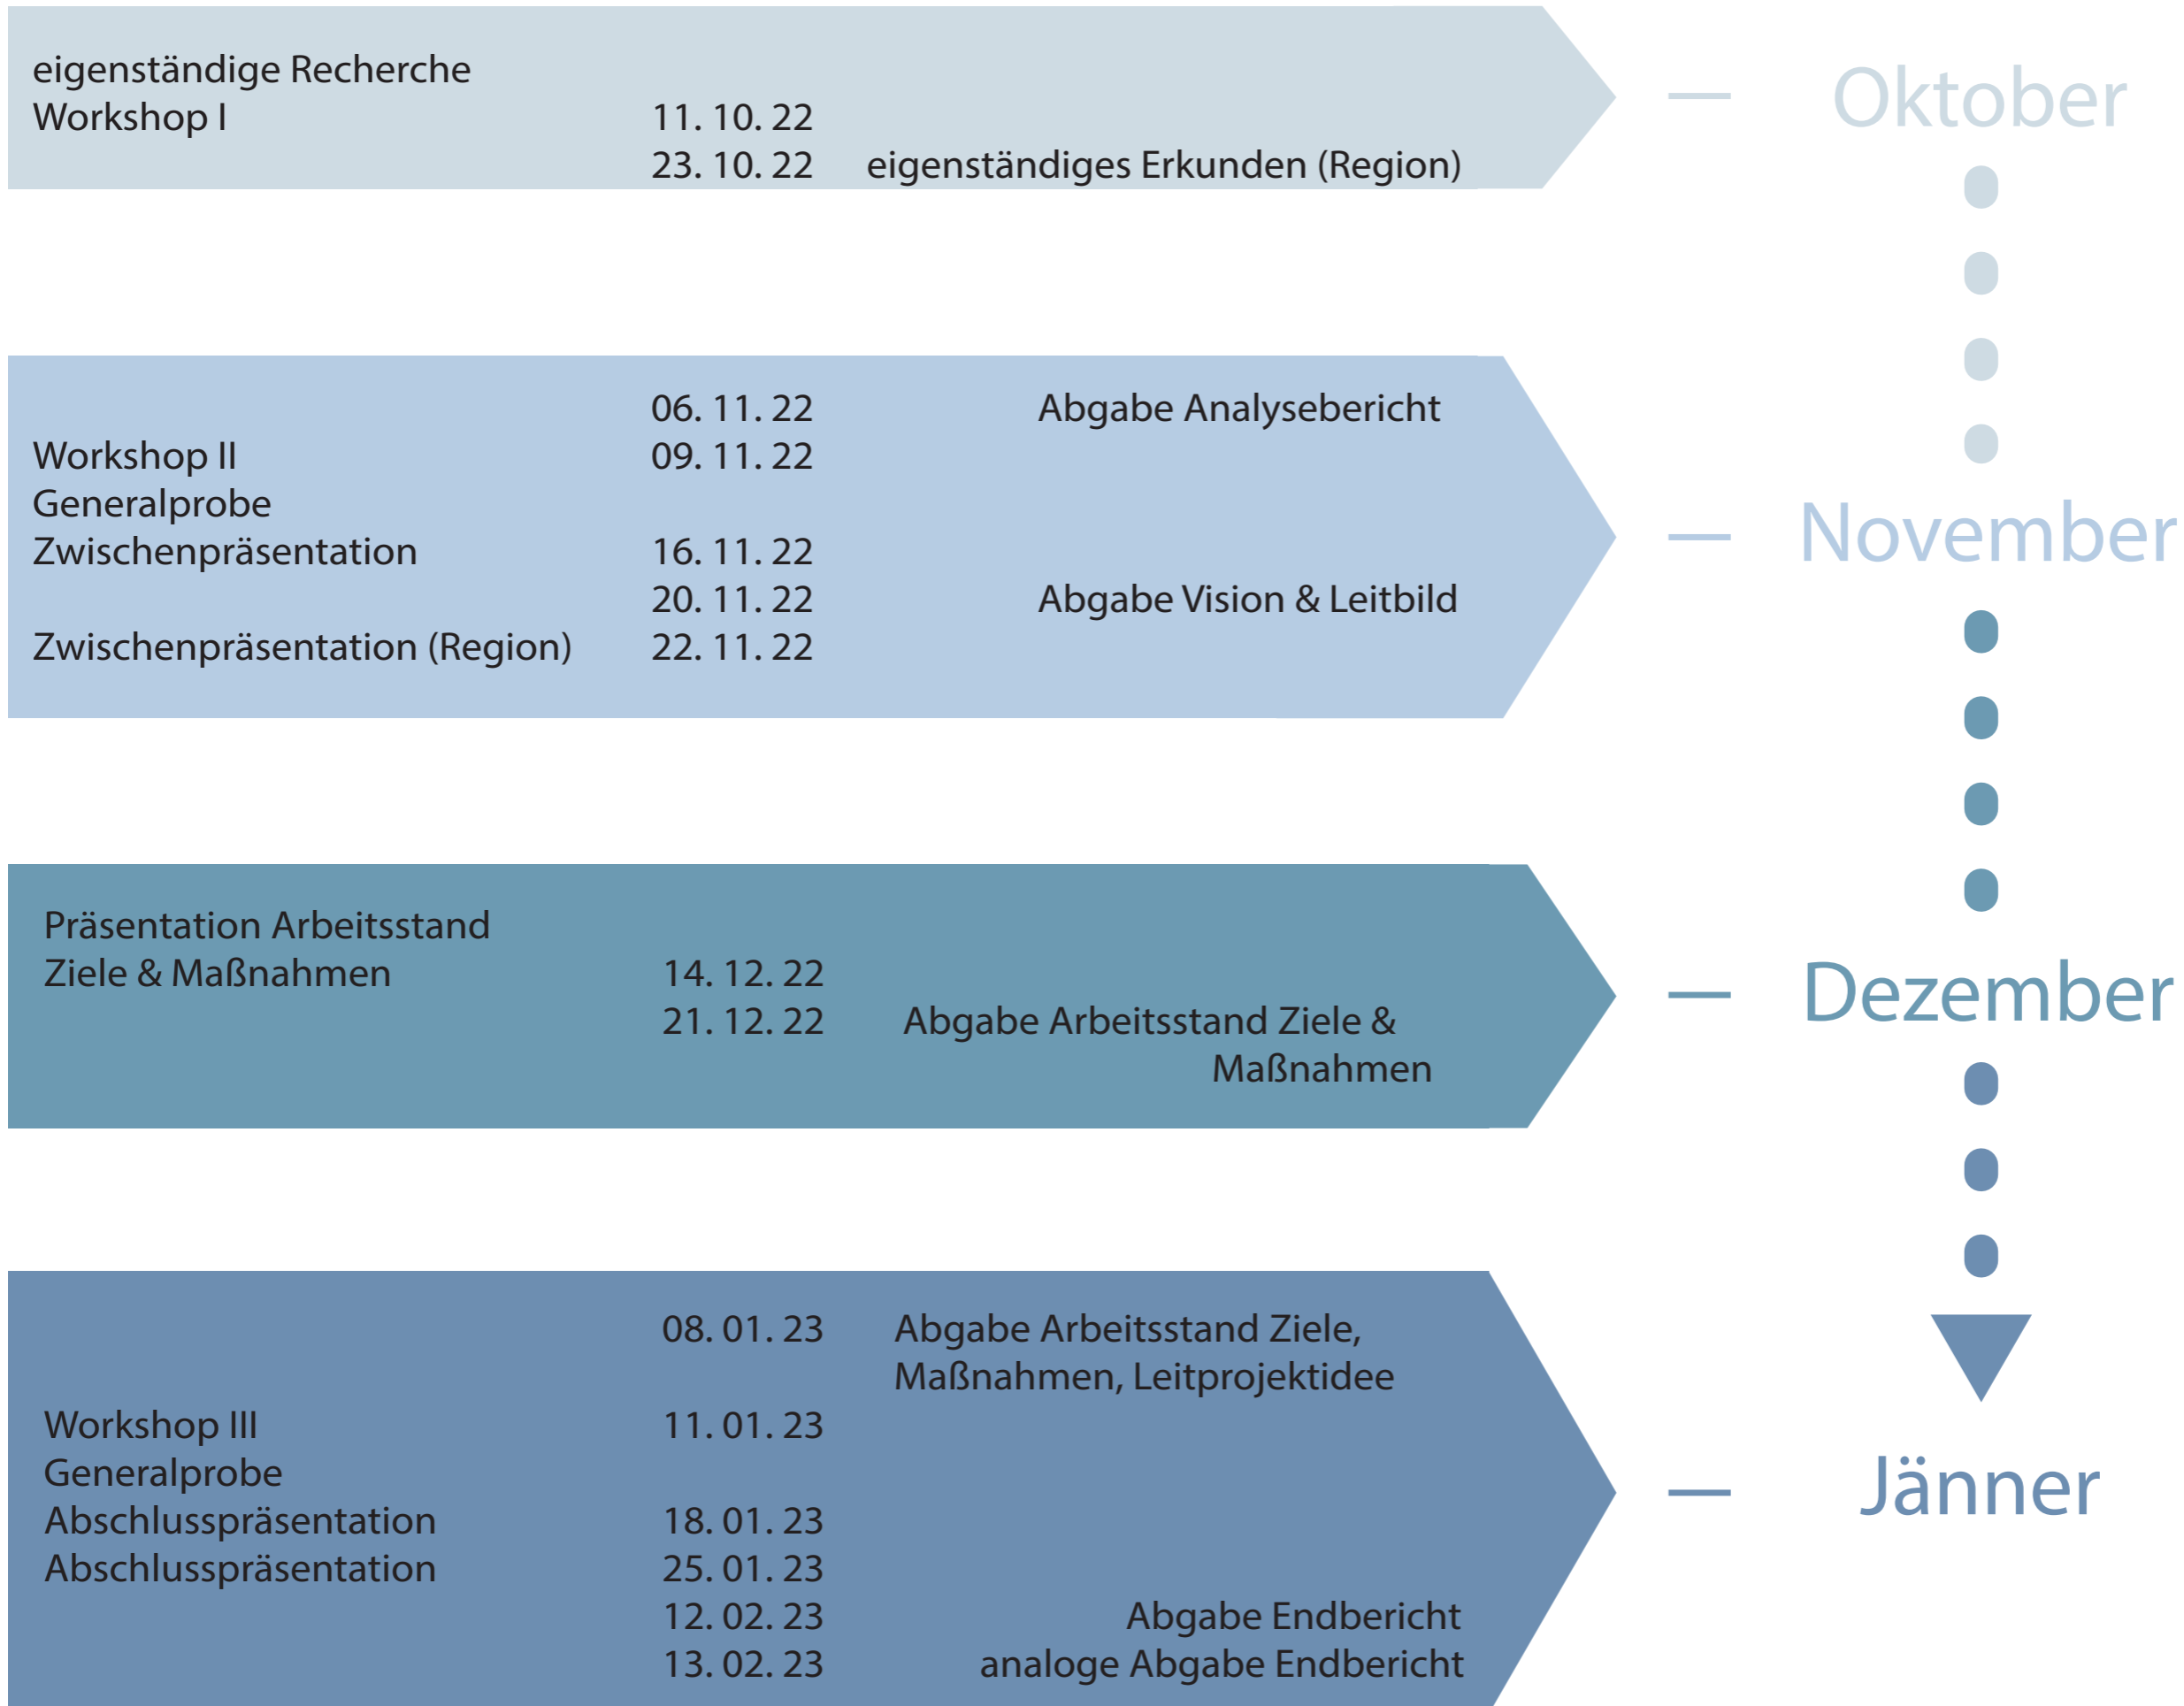 eigenständige Recherche
Workshop I 11. 10. 22
23. 10. 22 eigenständiges Erkunden (Region)
Oktober
06. 11. 22 Abgabe Analysebericht
Workshop II 09. 11. 22
Generalprobe
Zwischenpräsentation 16. 11. 22
20. 11. 22 Abgabe Vision & Leitbild
Zwischenpräsentation (Region) 22. 11. 22
November
Präsentation Arbeitsstand
Ziele & Maßnahmen 14. 12. 22
21. 12. 22 Abgabe Arbeitsstand Ziele &
Maßnahmen
Dezember
08. 01. 23 Abgabe Arbeitsstand Ziele,
Maßnahmen, Leitprojektidee
Workshop III 11. 01. 23
Generalprobe
Abschlusspräsentation 18. 01. 23
Abschlusspräsentation 25. 01. 23
12. 02. 23 Abgabe Endbericht
13. 02. 23 analoge Abgabe Endbericht
Jänner